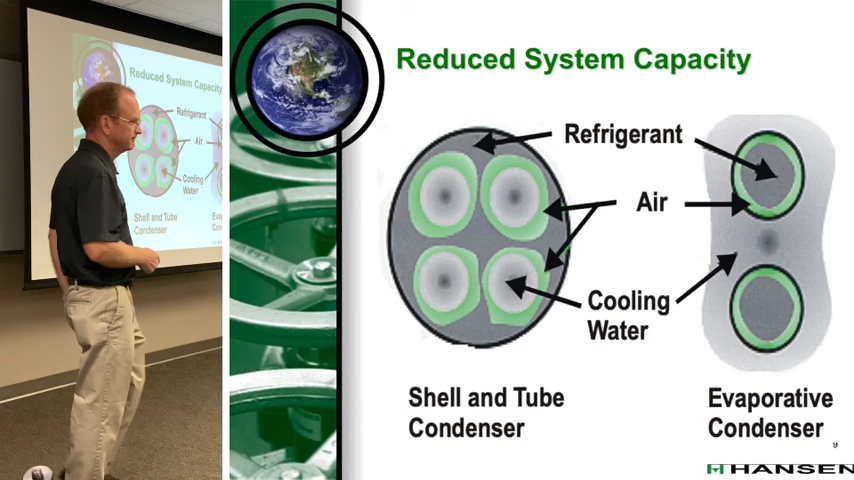 Reduced System Capacity
Refrigerant
Air
Cooling
Water
Shell and Tube
Condenser
Evaporative
Condenser
9
HANSEN
Reduced System Capacity
Refrigerant
Air
Cooling
Water
Shell and Tube
Condenser